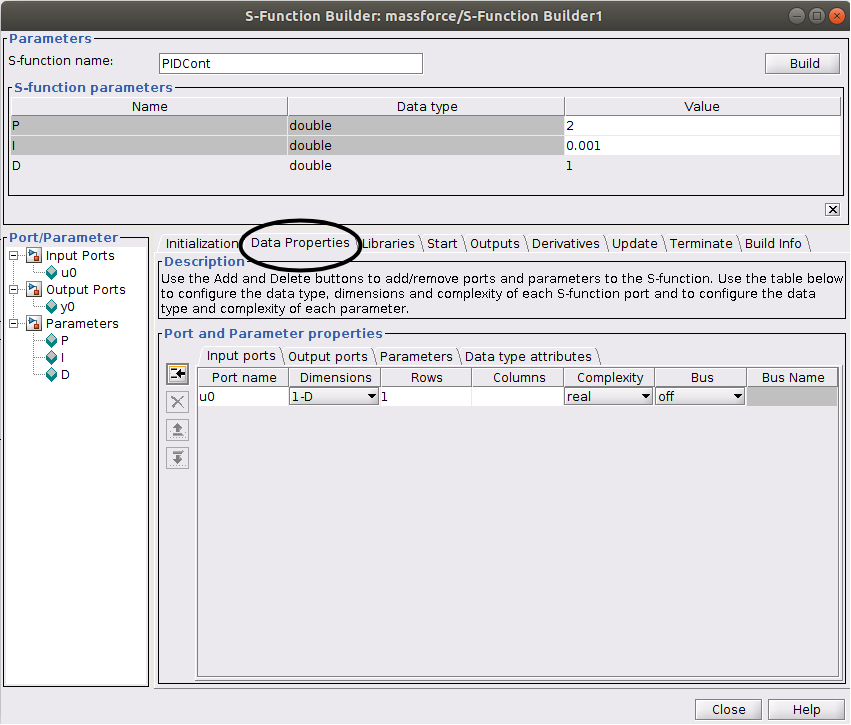 S-Function Builder: massforce/S-Function Builder1
Parameters
S-function name: PIDCont Build
S-function parameters
Name Data type Value
P double 2
I double 0.001
D double 1
Port/Parameter
Input Ports
u0
Output Ports
y0
Parameters
P
I
D
Initialization Data Properties Libraries Start Outputs Derivatives Update Terminate Build Info
Description
Use the Add and Delete buttons to add/remove ports and parameters to the S-function. Use the table below
to configure the data type, dimensions and complexity of each S-function port and to configure the data
type and complexity of each parameter.
Port and Parameter properties
Input ports Output ports Parameters Data type attributes
Port name Dimensions Rows Columns Complexity Bus Bus Name
u0 1-D 1 real off
Close Help